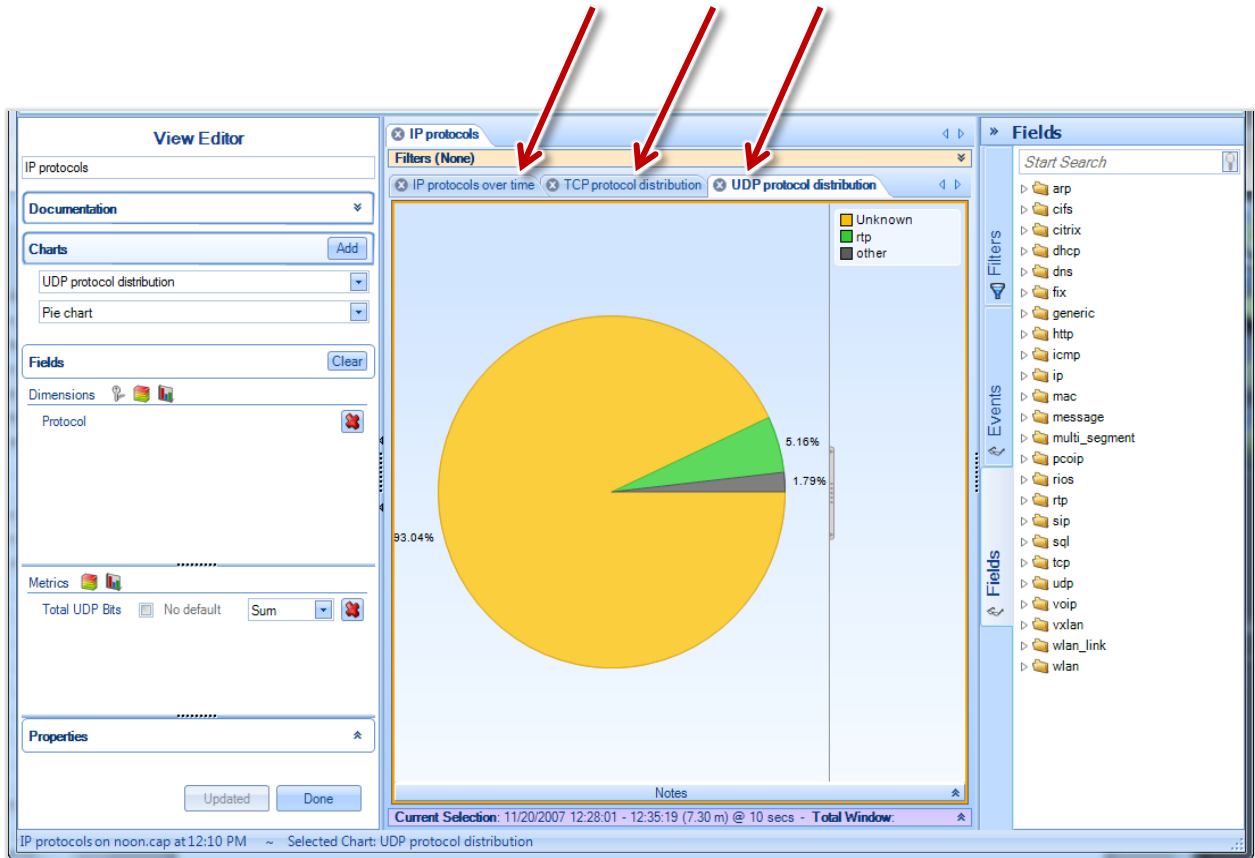 View Editor
IP protocols
Documentation
Charts
Add
UDP protocol distribution
Pie chart
Fields
Clear
Dimensions
Protocol
Metrics
Total UDP Bits No default Sum
Properties
Updated Done
IP protocols
Filters (None)
IP protocols over time TCP protocol distribution UDP protocol distribution
Unknown
rtp
other
5.16%
1.79%
93.04%
Notes
Current Selection: 11/20/2007 12:28:01 - 12:35:19 (7.30 m) @ 10 secs - Total Window:
Filters
Events
Fields
Fields
Start Search
arp
cifs
citrix
dhcp
dns
fix
generic
http
icmp
ip
mac
message
multi_segment
pcoip
rios
rtp
sip
sql
tcp
udp
voip
vxlan
wlan_link
wlan
IP protocols on noon.cap at 12:10 PM ~ Selected Chart: UDP protocol distribution